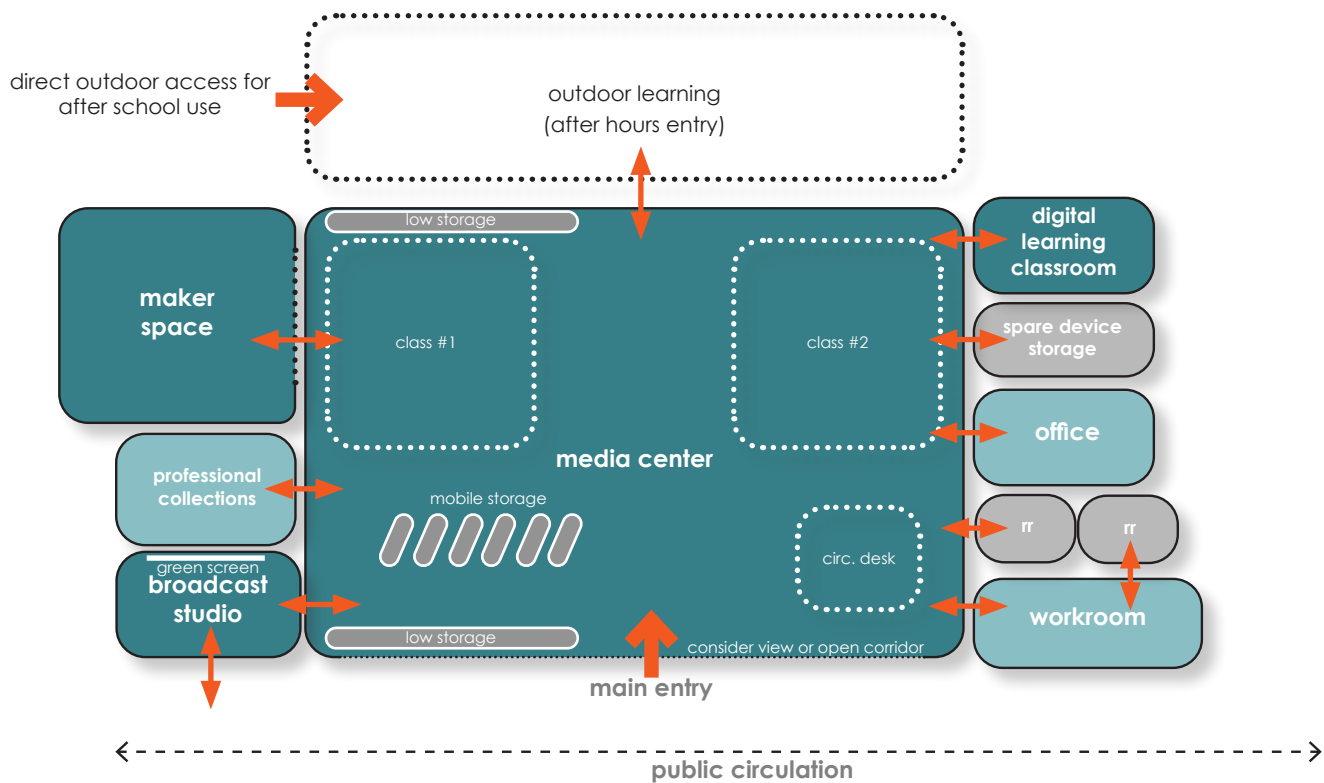 direct outdoor access for
after school use
outdoor learning
(after hours entry)
low storage
digital
learning
classroom
maker
space
class #1
class #2
spare device
storage
office
media center
professional
collections
mobile storage
rr
rr
circ. desk
green screen
broadcast
studio
workroom
low storage
consider view or open corridor
main entry
public circulation